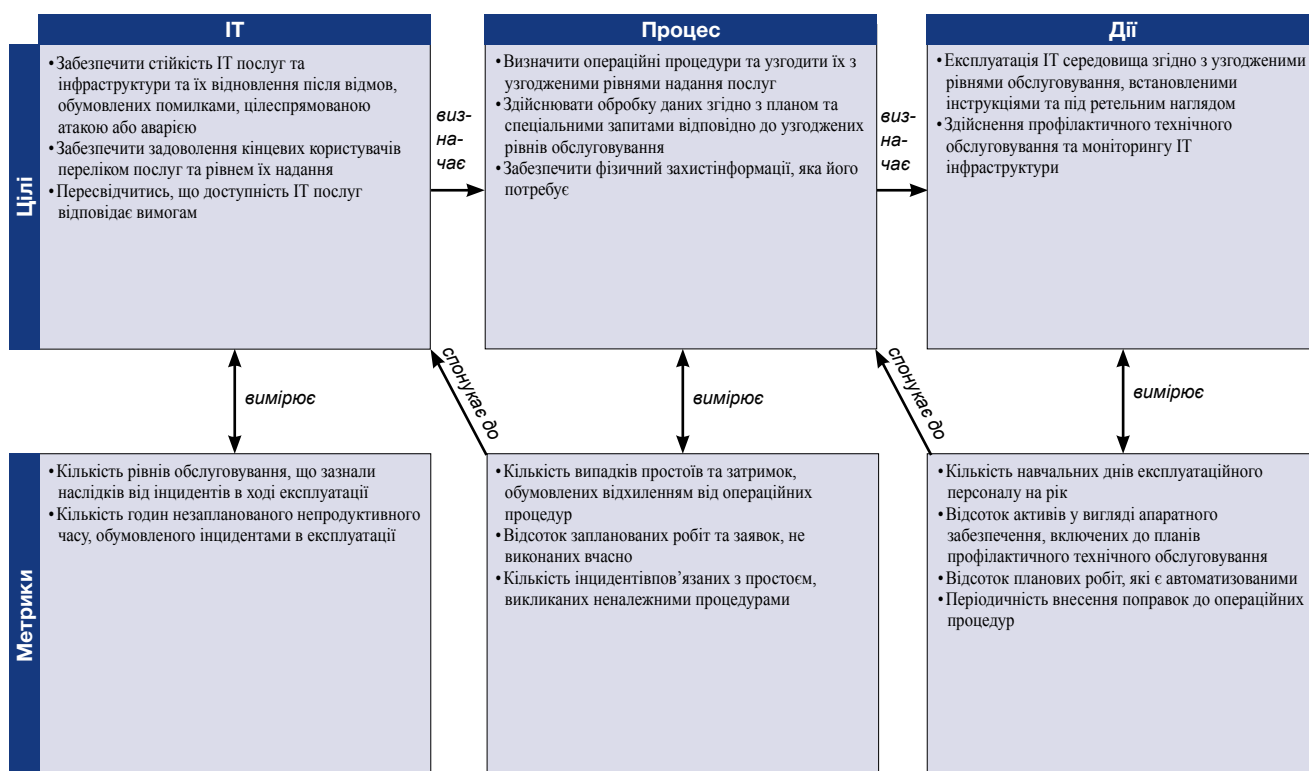 ІТ
Процес
Дії
Цілі
•Забезпечити стійкість ІТ послуг та
інфраструктури та їх відновлення після відмов,
обумовлених помилками, цілеспрямованою
атакою або аварією
•Забезпечити задоволення кінцевих користувачів
переліком послуг та рівнем їх надання
•Пересвідчитись, що доступність ІТ послуг
відповідає вимогам
виз-
на-
чає
•Визначити операційні процедури та узгодити їх з
узгодженими рівнями надання послуг
•Здійснювати обробку даних згідно з планом та
спеціальними запитами відповідно до узгоджених
рівнів обслуговування
•Забезпечити фізичний захистінформації, яка його
потребує
виз-
на-
чає
•Експлуатація ІТ середовища згідно з узгодженими
рівнями обслуговування, встановленими
інструкціями та під ретельним наглядом
•Здійснення профілактичного технічного
обслуговування та моніторингу ІТ
інфраструктури
вимірює
спонукає до
вимірює
спонукає до
вимірює
Метрики
•Кількість рівнів обслуговування, що зазнали
наслідків від інцидентів в ході експлуатації
•Кількість годин незапланованого непродуктивного
часу, обумовленого інцидентами в експлуатації
•Кількість випадків простоїв та затримок,
обумовлених відхиленням від операційних
процедур
•Відсоток запланованих робіт та заявок, не
виконаних вчасно
•Кількість інцидентівпов’язаних з простоєм,
викликаних неналежними процедурами
•Кількість навчальних днів експлуатаційного
персоналу на рік
•Відсоток активів у вигляді апаратного
забезпечення, включених до планів
профілактичного технічного обслуговування
•Відсоток планових робіт, які є автоматизованими
•Періодичність внесення поправок до операційних
процедур